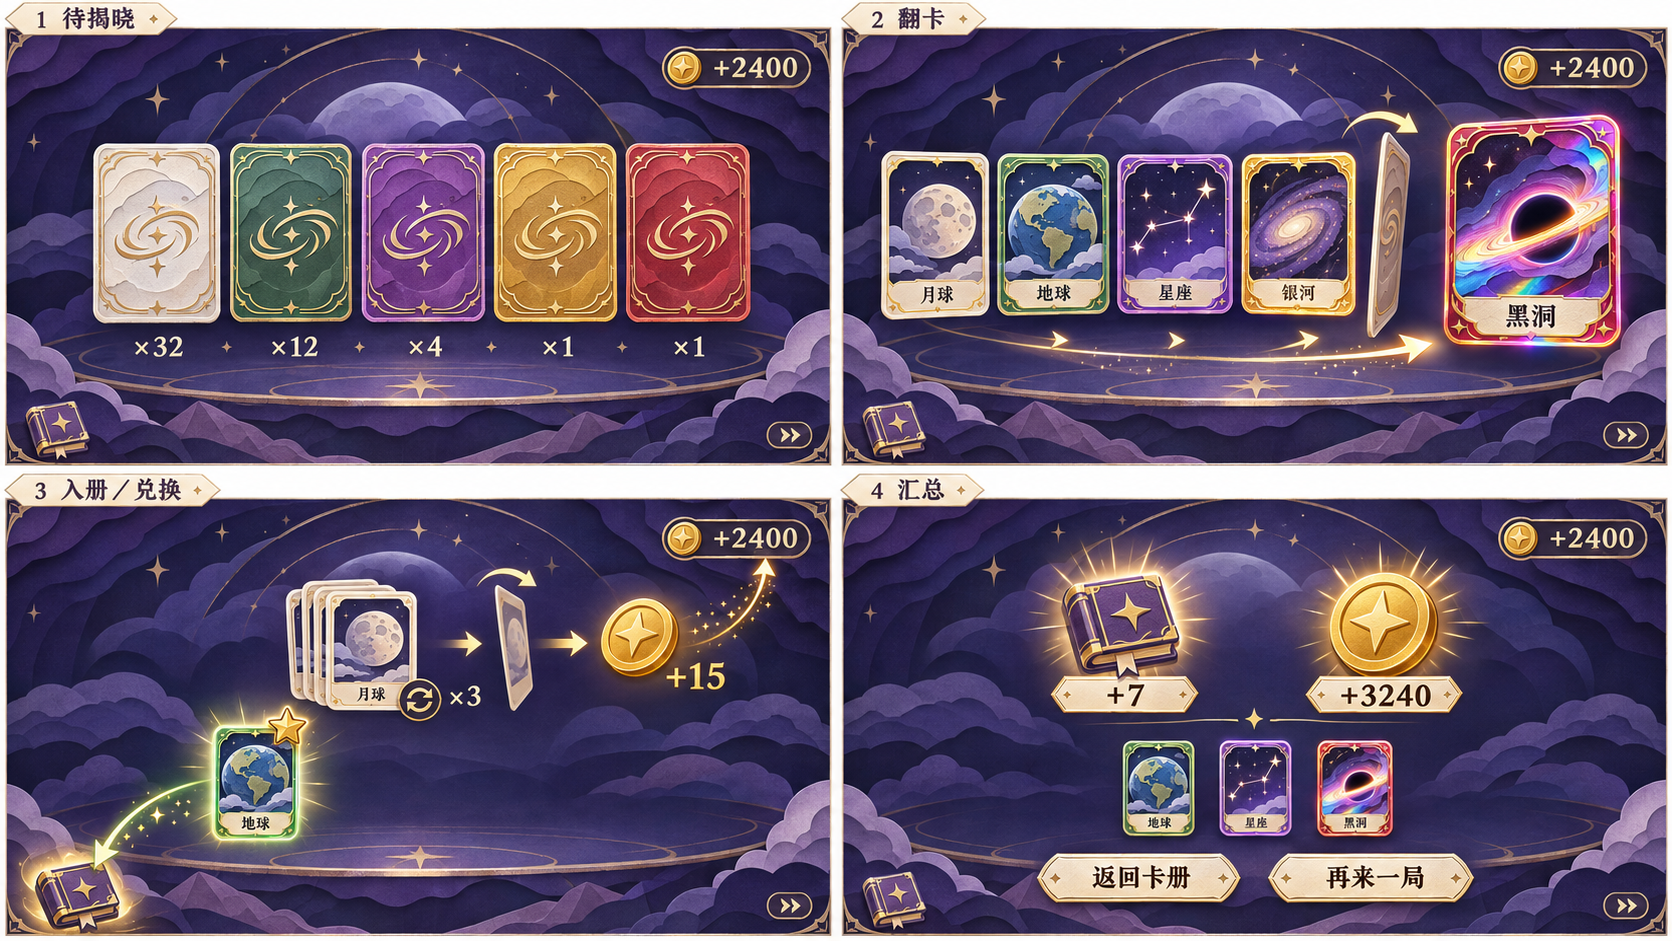 1 待揭晓
+2400
×32
×12
×4
×1
×1
2 翻卡
+2400
月球
地球
星座
银河
黑洞
3 入册／兑换
+2400
月球
×3
+15
地球
4 汇总
+2400
+7
+3240
地球
星座
黑洞
返回卡册
再来一局